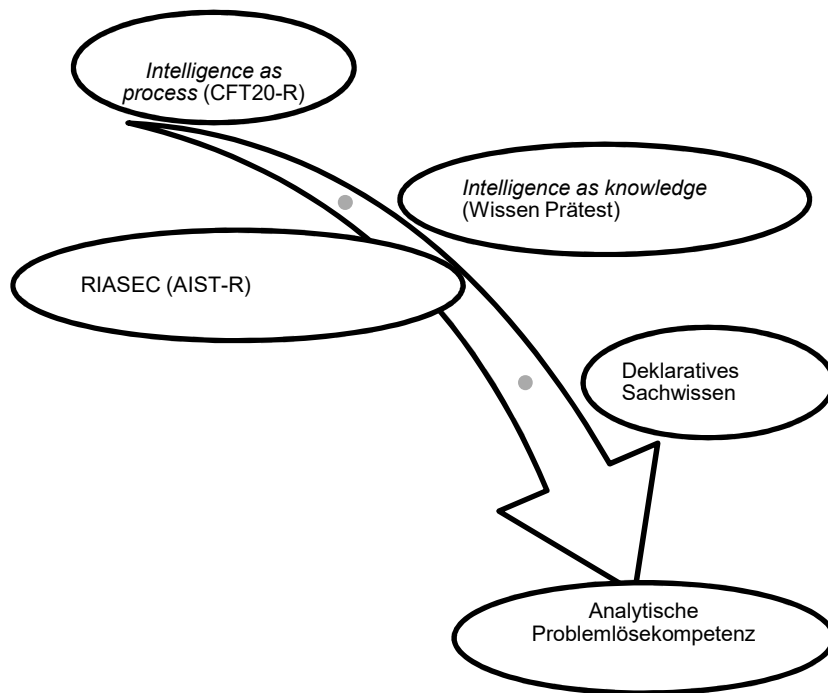 Intelligence as
process (CFT20-R)
Intelligence as knowledge
(Wissen Prätest)
RIASEC (AIST-R)
Deklaratives
Sachwissen
Analytische
Problemlösekompetenz